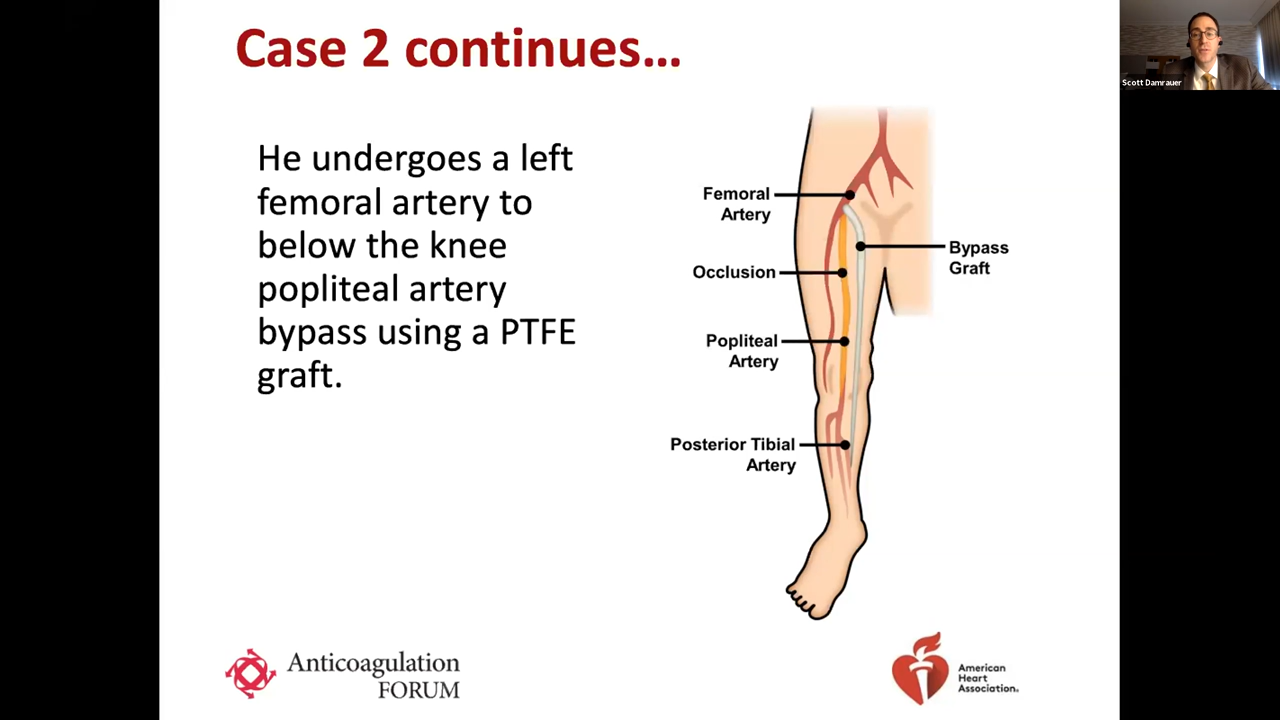 Case 2 continues...
Scott Damrauer
He undergoes a left
femoral artery to
below the knee
popliteal artery
bypass using a PTFE
graft.
Femoral
Artery
Bypass
Graft
Occlusion
Popliteal
Artery
Posterior Tibial
Artery
Anticoagulation
FORUM
American
Heart
Association®